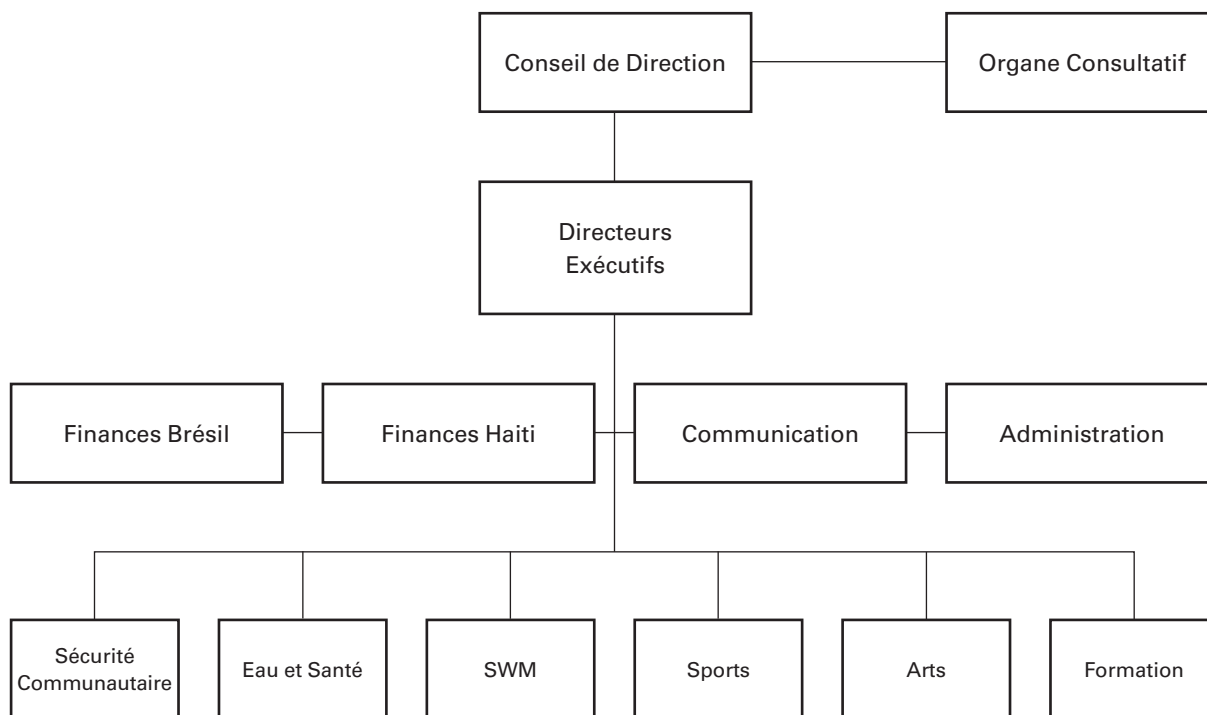 Conseil de Direction
Organe Consultatif
Directeurs
Exécutifs
Finances Brésil
Finances Haiti
Communication
Administration
Sécurité
Communautaire
Eau et Santé
SWM
Sports
Arts
Formation